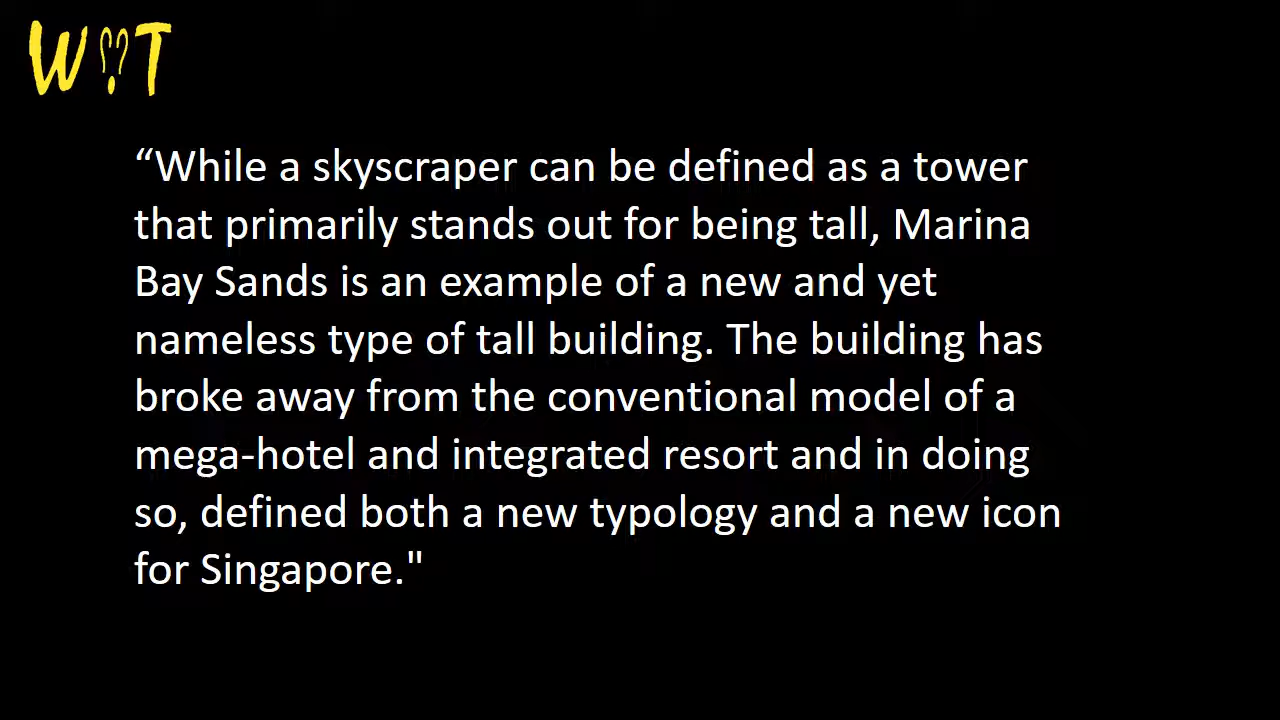 W??T
“While a skyscraper can be defined as a tower
that primarily stands out for being tall, Marina
Bay Sands is an example of a new and yet
nameless type of tall building. The building has
broke away from the conventional model of a
mega-hotel and integrated resort and in doing
so, defined both a new typology and a new icon
for Singapore."